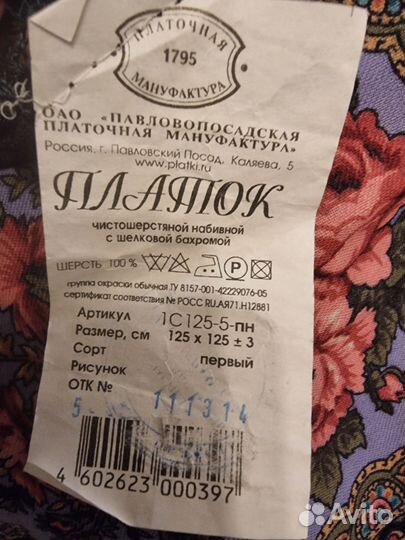 ПЛАТОЧНАЯ
1795
МАНУФАКТУРА
ОАО «ПАВЛОВОПОСАДСКАЯ
ПЛАТОЧНАЯ МАНУФАКТУРА»
Россия, г. Павловский Посад, Каляева, 5
www.platki.ru
ПЛАТОК
чистошерстяной набивной
с шелковой бахромой
ШЕРСТЬ 100%
группа окраски обычная ТУ 8157-001-42229076-05
сертификат соответствия № РОСС RU.АЯ71.Н12881
Артикул 1С125-5-ПН
Размер, см 125 х 125 ± 3
Сорт первый
Рисунок
ОТК №
5 111314
4 602623 000397
Avito